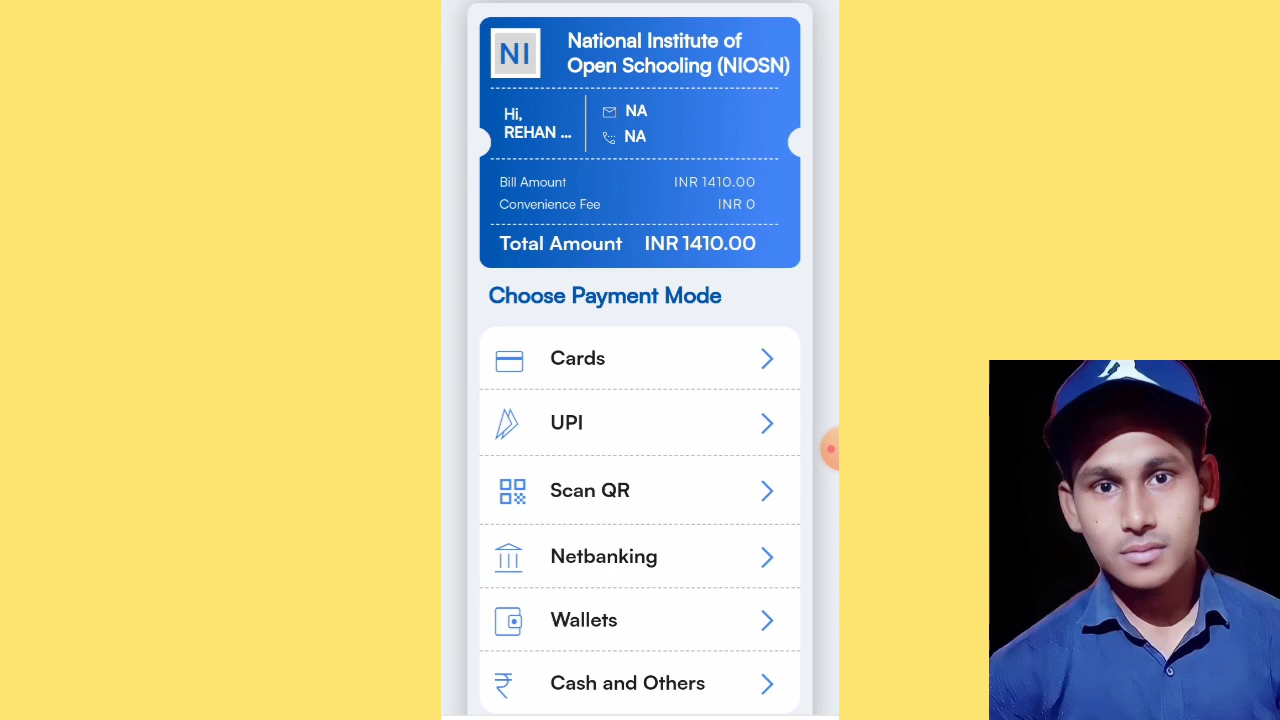 NI
National Institute of
Open Schooling (NIOSN)
Hi,
REHAN ...
NA
NA
Bill Amount INR 1410.00
Convenience Fee INR 0
Total Amount INR 1410.00
Choose Payment Mode
Cards
UPI
Scan QR
Netbanking
Wallets
Cash and Others